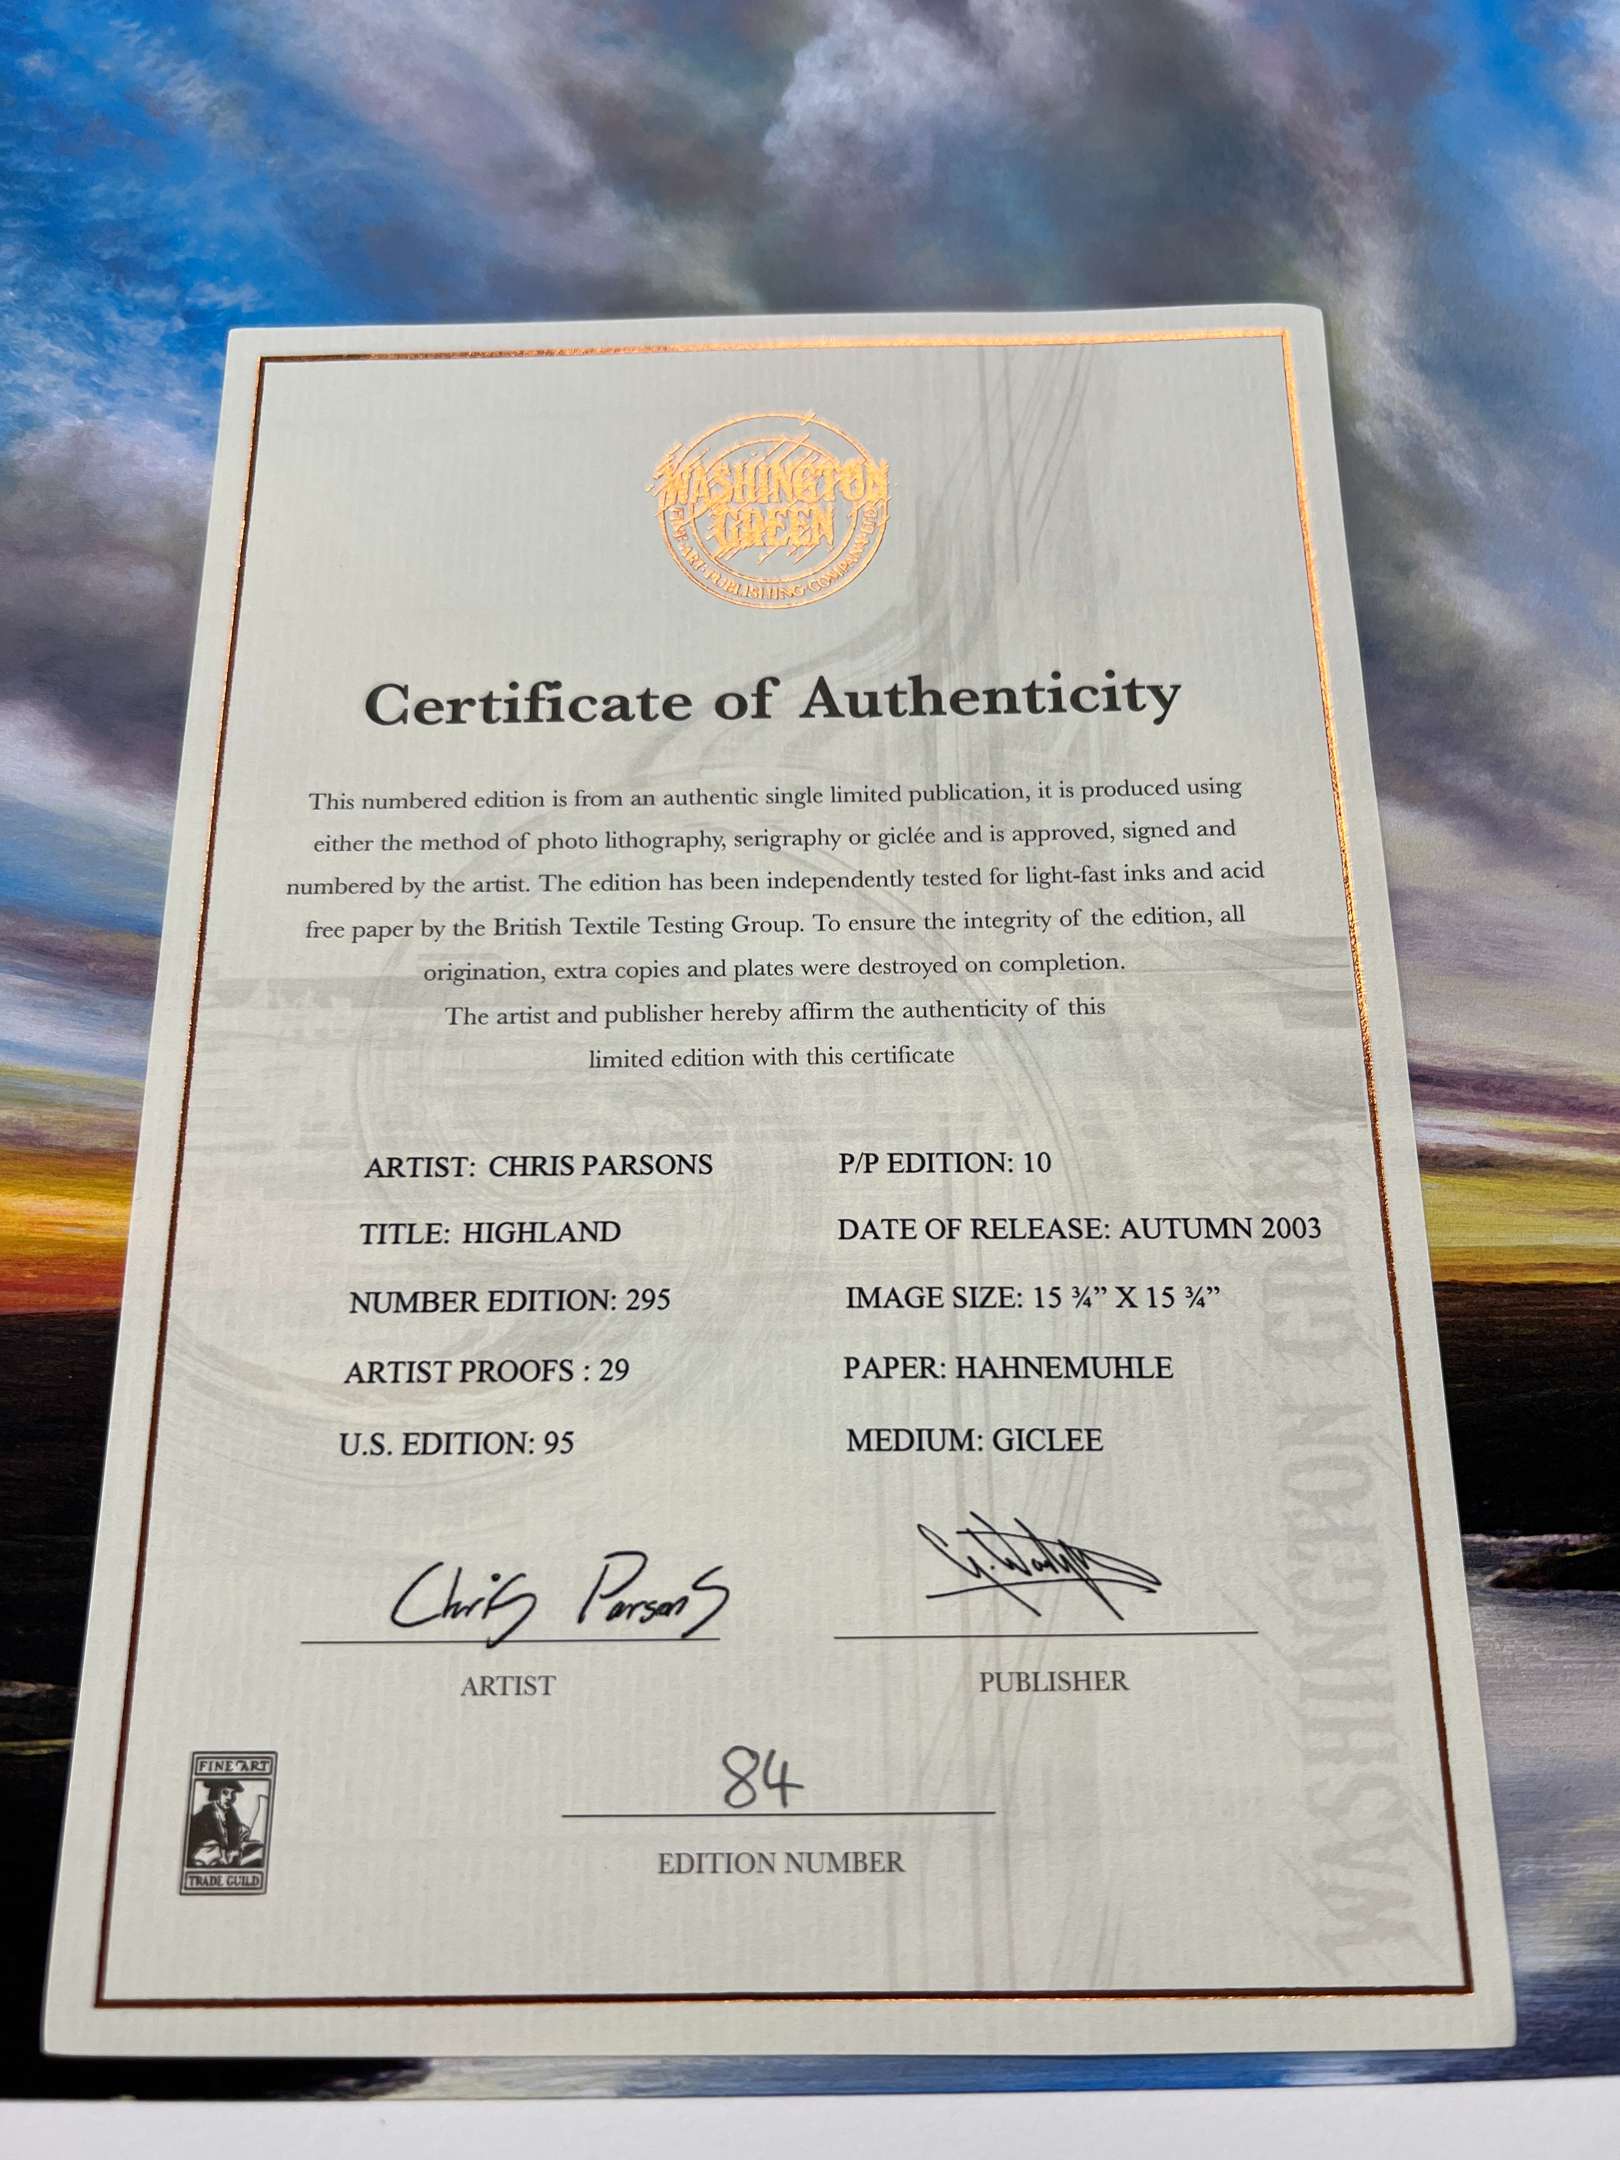 WASHINGTON
GREEN
FINE ART PUBLISHING COMPANY LTD
Certificate of Authenticity
This numbered edition is from an authentic single limited publication, it is produced using
either the method of photo lithography, serigraphy or giclée and is approved, signed and
numbered by the artist. The edition has been independently tested for light-fast inks and acid
free paper by the British Textile Testing Group. To ensure the integrity of the edition, all
origination, extra copies and plates were destroyed on completion.
The artist and publisher hereby affirm the authenticity of this
limited edition with this certificate
ARTIST: CHRIS PARSONS
TITLE: HIGHLAND
NUMBER EDITION: 295
ARTIST PROOFS : 29
U.S. EDITION: 95
P/P EDITION: 10
DATE OF RELEASE: AUTUMN 2003
IMAGE SIZE: 15 ¾” X 15 ¾”
PAPER: HAHNEMUHLE
MEDIUM: GICLEE
Chris Parsons
ARTIST
PUBLISHER
84
EDITION NUMBER
FINE ART
TRADE GUILD
WASHINGTON GREEN